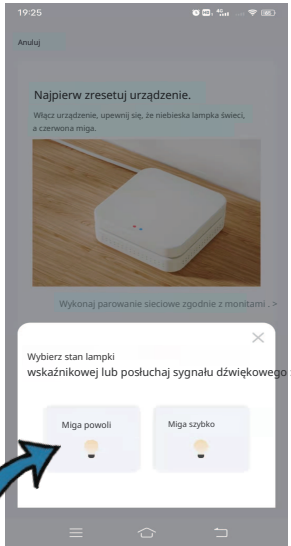 19:25
Anuluj
Najpierw zresetuj urządzenie.
Włącz urządzenie, upewnij się, że niebieska lampka świeci,
a czerwona miga.
Wykonaj parowanie sieciowe zgodnie z monitami . >
Wybierz stan lampki
wskaźnikowej lub posłuchaj sygnału dźwiękowego
Miga powoli
Miga szybko